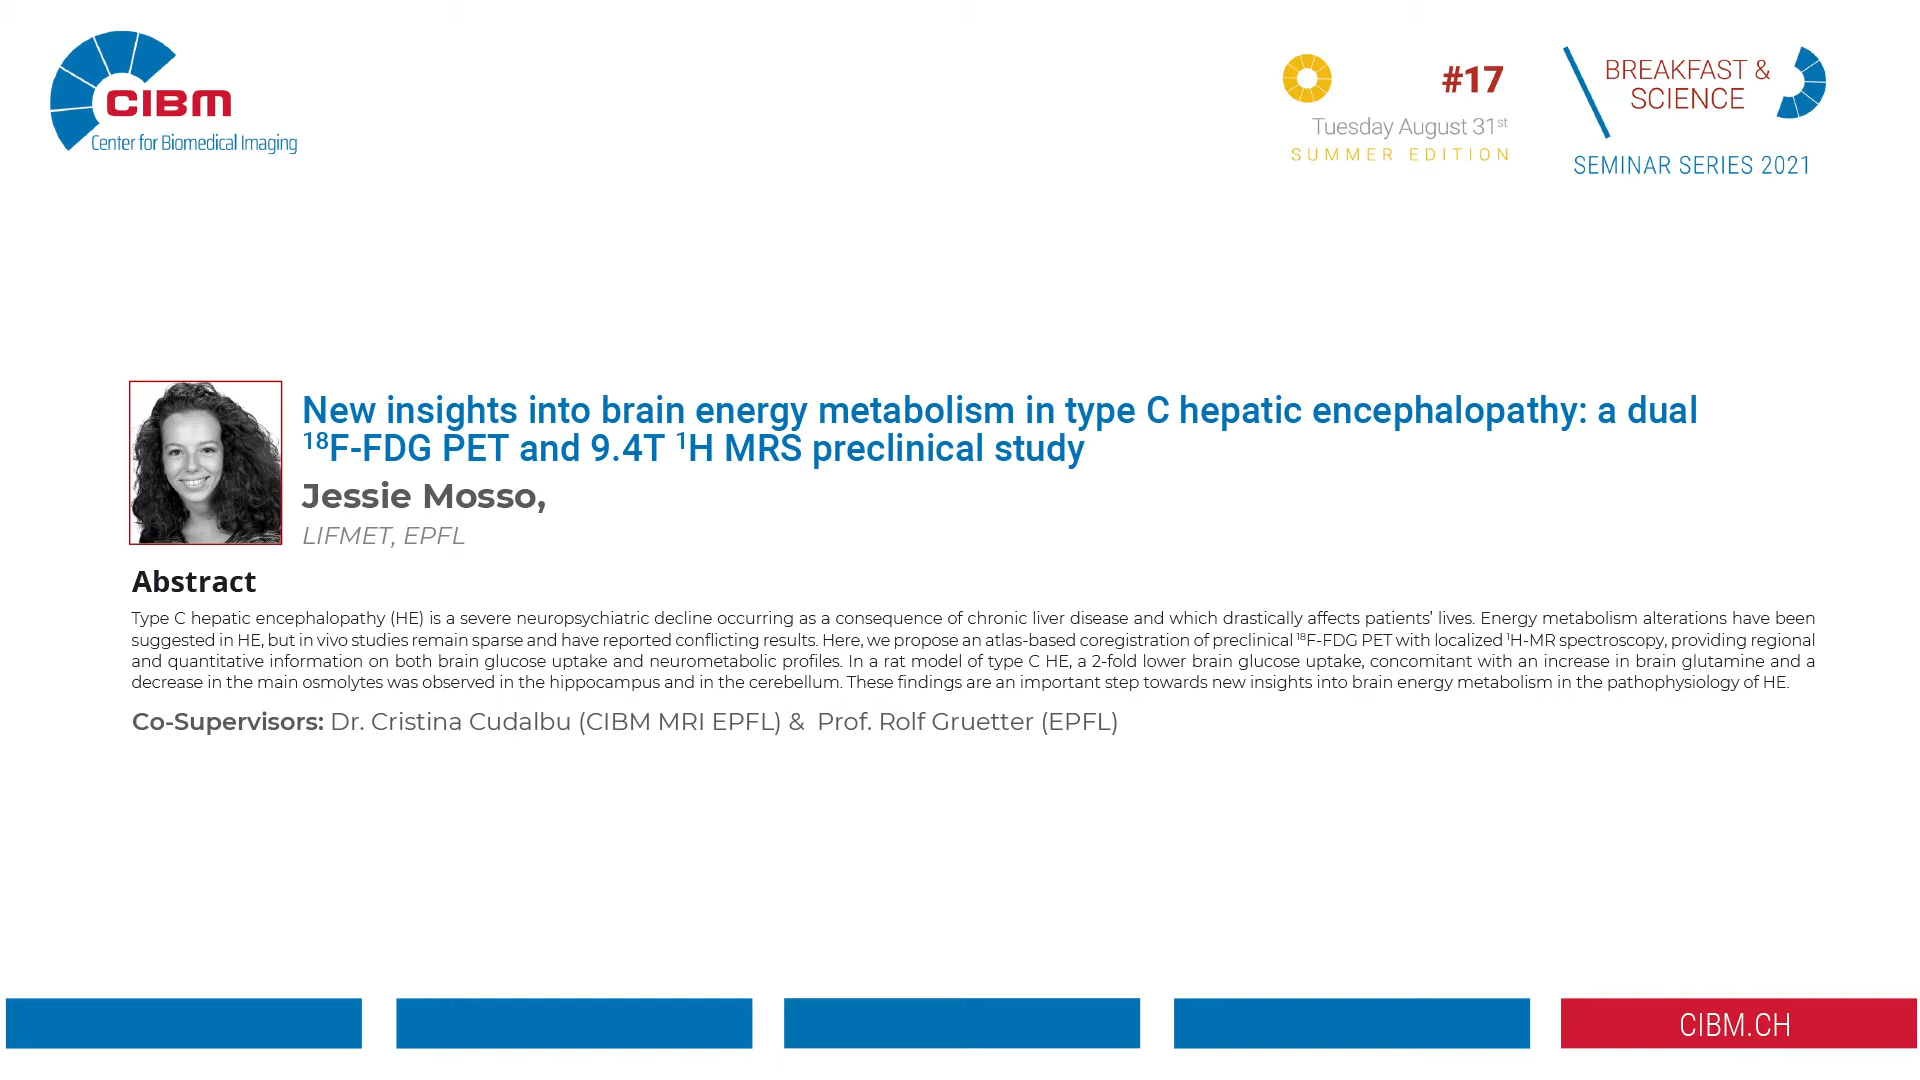 CIBM
Center for Biomedical Imaging
#17
Tuesday August 31st
SUMMER EDITION
BREAKFAST &
SCIENCE
SEMINAR SERIES 2021
New insights into brain energy metabolism in type C hepatic encephalopathy: a dual
¹⁸F-FDG PET and 9.4T ¹H MRS preclinical study
Jessie Mosso,
LIFMET, EPFL
Abstract
Type C hepatic encephalopathy (HE) is a severe neuropsychiatric decline occurring as a consequence of chronic liver disease and which drastically affects patients' lives. Energy metabolism alterations have been
suggested in HE, but in vivo studies remain sparse and have reported conflicting results. Here, we propose an atlas-based coregistration of preclinical ¹⁸F-FDG PET with localized ¹H-MR spectroscopy, providing regional
and quantitative information on both brain glucose uptake and neurometabolic profiles. In a rat model of type C HE, a 2-fold lower brain glucose uptake, concomitant with an increase in brain glutamine and a
decrease in the main osmolytes was observed in the hippocampus and in the cerebellum. These findings are an important step towards new insights into brain energy metabolism in the pathophysiology of HE.
Co-Supervisors: Dr. Cristina Cudalbu (CIBM MRI EPFL) & Prof. Rolf Gruetter (EPFL)
CIBM.CH